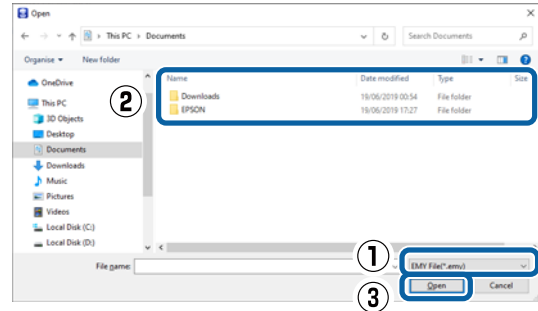 Open
This PC > Documents
Search Documents
Organise
New folder
Name
Date modified
Type
Size
OneDrive
This PC
3D Objects
Desktop
Documents
Downloads
Music
Pictures
Videos
Local Disk (C:)
Local Disk (D:)
2
Downloads
19/06/2019 00:54
File folder
EPSON
19/06/2019 17:27
File folder
1
File name:
EMY File(*.emy)
3
Open
Cancel